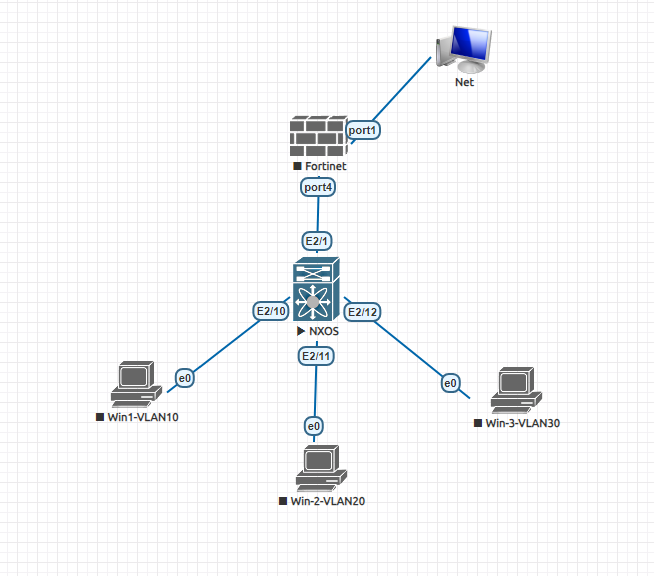 Net
port1
Fortinet
port4
E2/1
E2/10
E2/12
NXOS
E2/11
e0
e0
Win1-VLAN10
Win-3-VLAN30
e0
Win-2-VLAN20